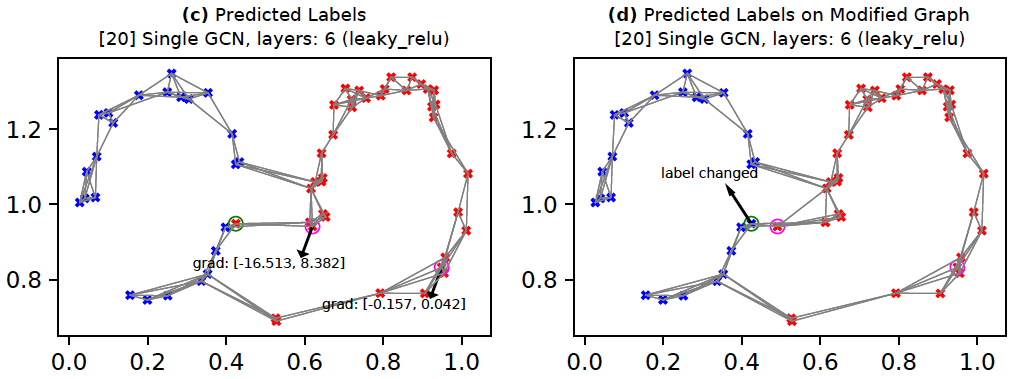 (c) Predicted Labels
[20] Single GCN, layers: 6 (leaky_relu)
1.2
1.0
0.8
grad: [-16.513, 8.382]
grad: [-0.157, 0.042]
0.0 0.2 0.4 0.6 0.8 1.0
(d) Predicted Labels on Modified Graph
[20] Single GCN, layers: 6 (leaky_relu)
1.2
label changed
1.0
0.8
0.0 0.2 0.4 0.6 0.8 1.0